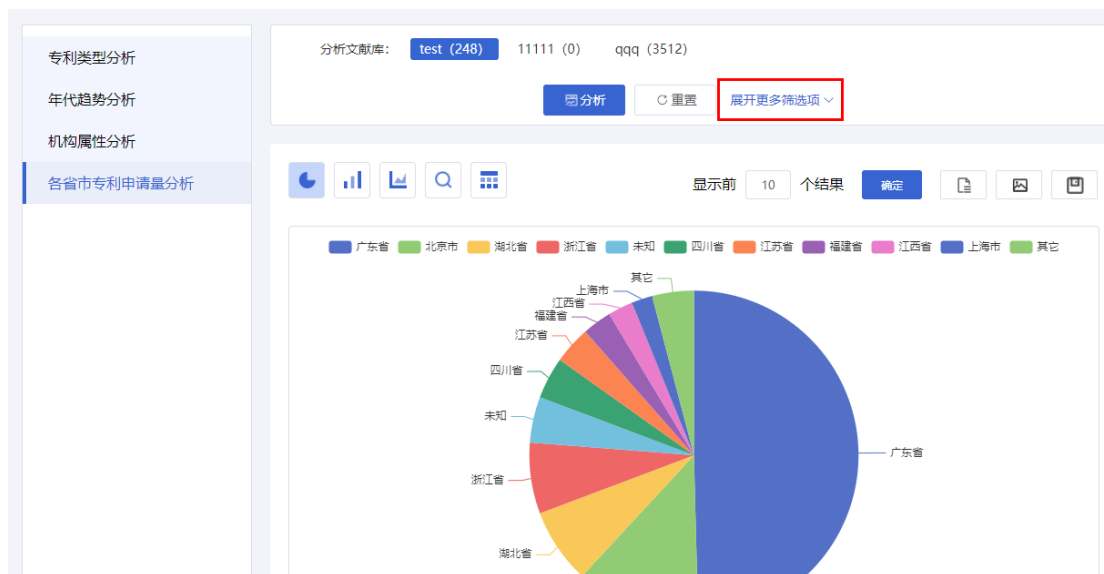 专利类型分析
年代趋势分析
机构属性分析
各省市专利申请量分析
分析文献库： test (248) 11111 (0) qqq (3512)
分析 重置 展开更多筛选项
显示前 10 个结果 确定
广东省 北京市 湖北省 浙江省 未知 四川省 江苏省 福建省 江西省 上海市 其它
其它
上海市
江西省
福建省
江苏省
四川省
未知
广东省
浙江省
湖北省